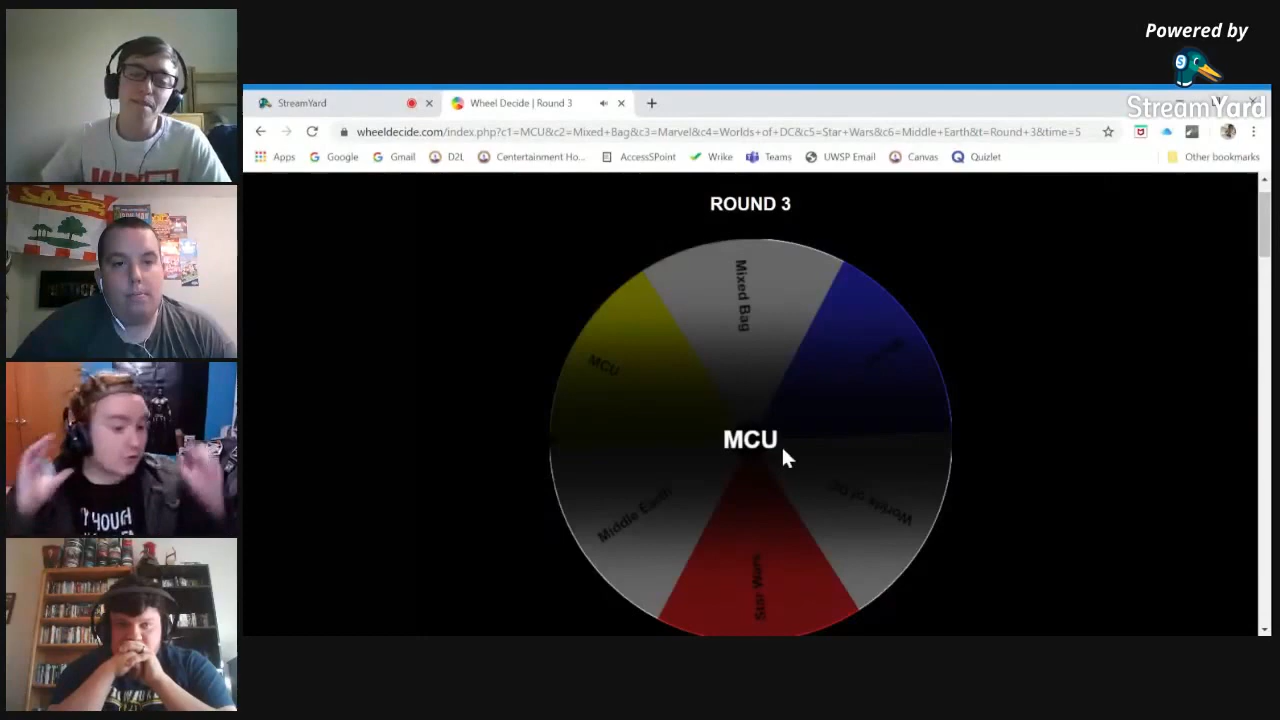 Powered by
StreamYard
StreamYard
Wheel Decide | Round 3
wheeldecide.com/index.php?c1=MCU&c2=Mixed+Bag&c3=Marvel&c4=Worlds+of+DC&c5=Star+Wars&c6=Middle+Earth&t=Round+3&time=5
Apps
Google
Gmail
D2L
Centertainment Ho...
AccessSPoint
Wrike
Teams
UWSP Email
Canvas
Quizlet
Other bookmarks
ROUND 3
Mixed Bag
MCU
MCU
Middle Earth
Worlds of DC
Star Wars